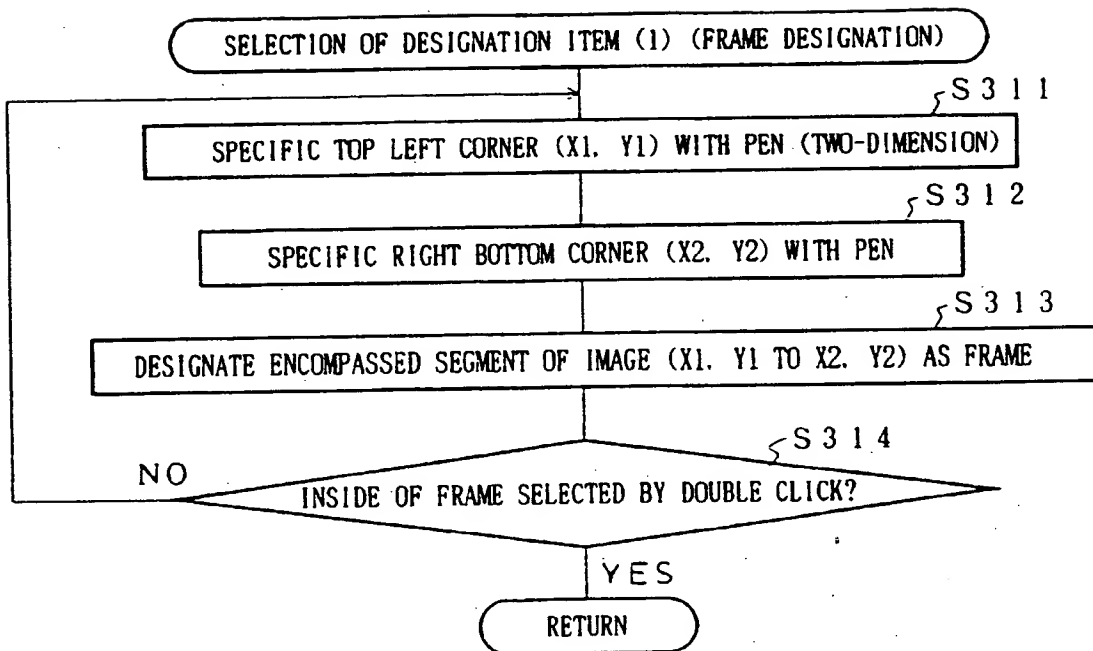 SELECTION OF DESIGNATION ITEM (1) (FRAME DESIGNATION)
S311
SPECIFIC TOP LEFT CORNER (X1. Y1) WITH PEN (TWO-DIMENSION)
S312
SPECIFIC RIGHT BOTTOM CORNER (X2. Y2) WITH PEN
S313
DESIGNATE ENCOMPASSED SEGMENT OF IMAGE (X1. Y1 TO X2. Y2) AS FRAME
S314
NO
INSIDE OF FRAME SELECTED BY DOUBLE CLICK?
YES
RETURN